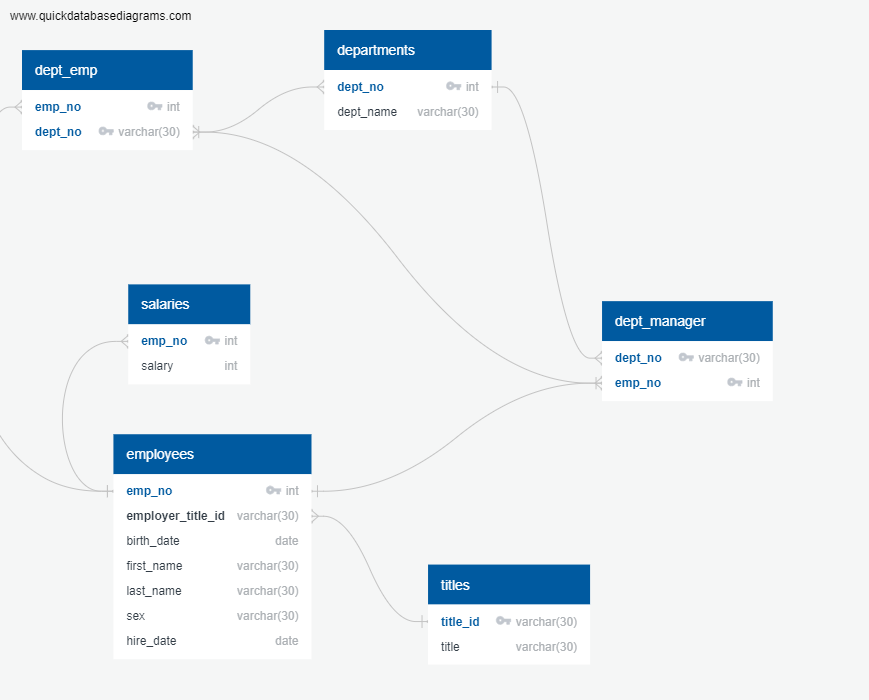 www.quickdatabasediagrams.com
dept_emp
emp_no int
dept_no varchar(30)
departments
dept_no int
dept_name varchar(30)
salaries
emp_no int
salary int
dept_manager
dept_no varchar(30)
emp_no int
employees
emp_no int
employer_title_id varchar(30)
birth_date date
first_name varchar(30)
last_name varchar(30)
sex varchar(30)
hire_date date
titles
title_id varchar(30)
title varchar(30)